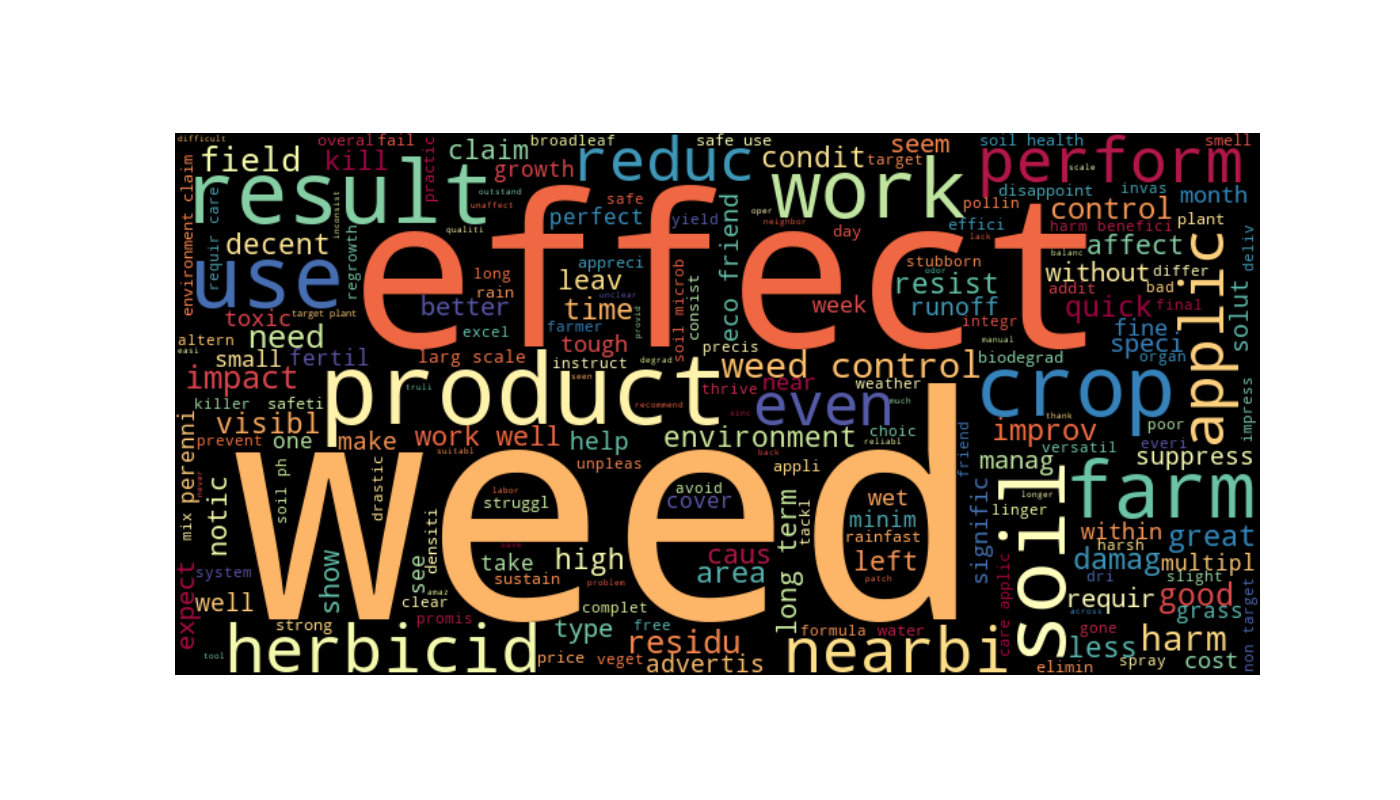 difficult
overal
fail
practic
broadleaf
safe use
seem
soil health
smell
field
kill
claim
growth
reduc
condit
target
perform
scale
result
outstand
unaffect
qualiti
safe
perfect
yield
work
oper
neighbor
pollin
disappoint
invas
month
control
harm benefici
plant
environment claim
requir care
inconsist
decent
regrowth
effect
eco friend
day
effici
lack
balanc
affect
applic
solut
deliv
use
long
rain
better
excel
appreci
leav
unclear
time
farmer
provid
soil microb
consist
week
stubborn
odor
resist
runoff
integr
manual
without
differ
bad
addit
quick
final
fine
speci
organ
toxic
target plant
altern
easi
need
small
fertil
larg scale
tough
instruct
degrad
precis
weed control
biodegrad
impact
truli
product
seen
recommend
thrive
near
sinc
even
weather
much
crop
thank
impress
killer
safeti
visibl
prevent
one
make
work well
suitabl
help
environment
choic
reliabl
back
friend
improv
versatil
poor
everi
suppress
mix
perenni
never
notic
soil ph
drastic
weed
unpleas
labor
struggl
avoid
cover
appli
long term
tackl
wet
minim
rainfast
left
patch
signific
manag
longer
linger
soil
farm
within
harsh
great
damag
multipl
slight
expect
system
well
strong
show
see
densiti
clear
amaz
promis
take
save
sustain
high
problem
complet
caus
area
dri
requir
across
good
grass
care applic
gone
less
harm
non target
tool
herbicid
price
type
free
veget
residu
advertis
formula
water
nearbi
elimin
spray
cost